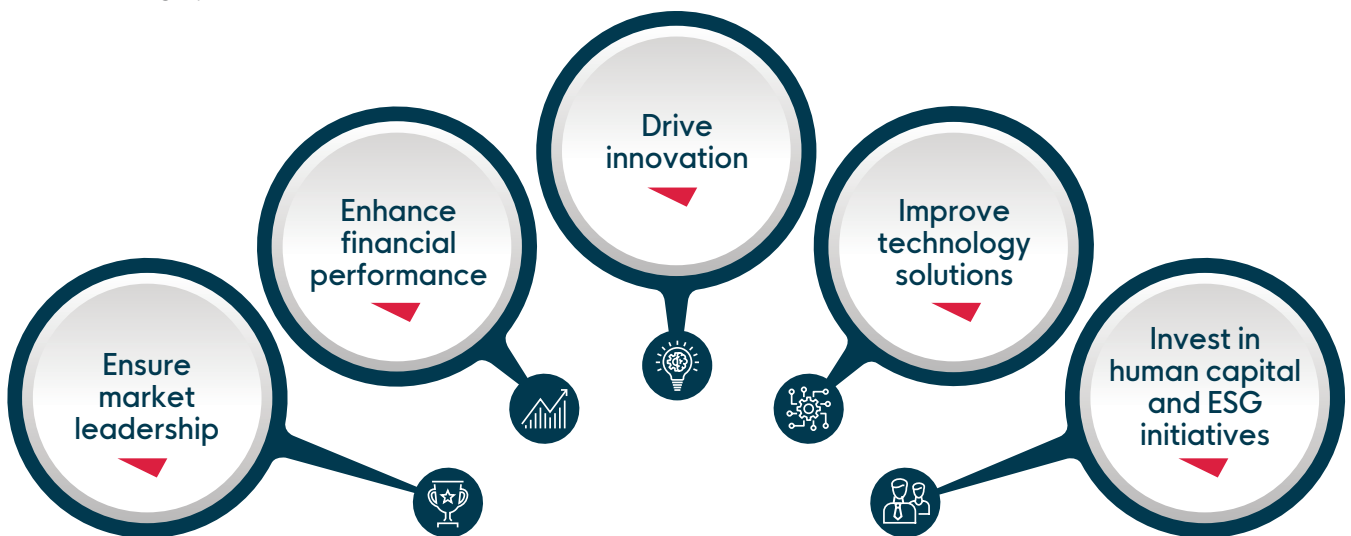 Ensure
market
leadership
Enhance
financial
performance
Drive
innovation
Improve
technology
solutions
Invest in
human capital
and ESG
initiatives